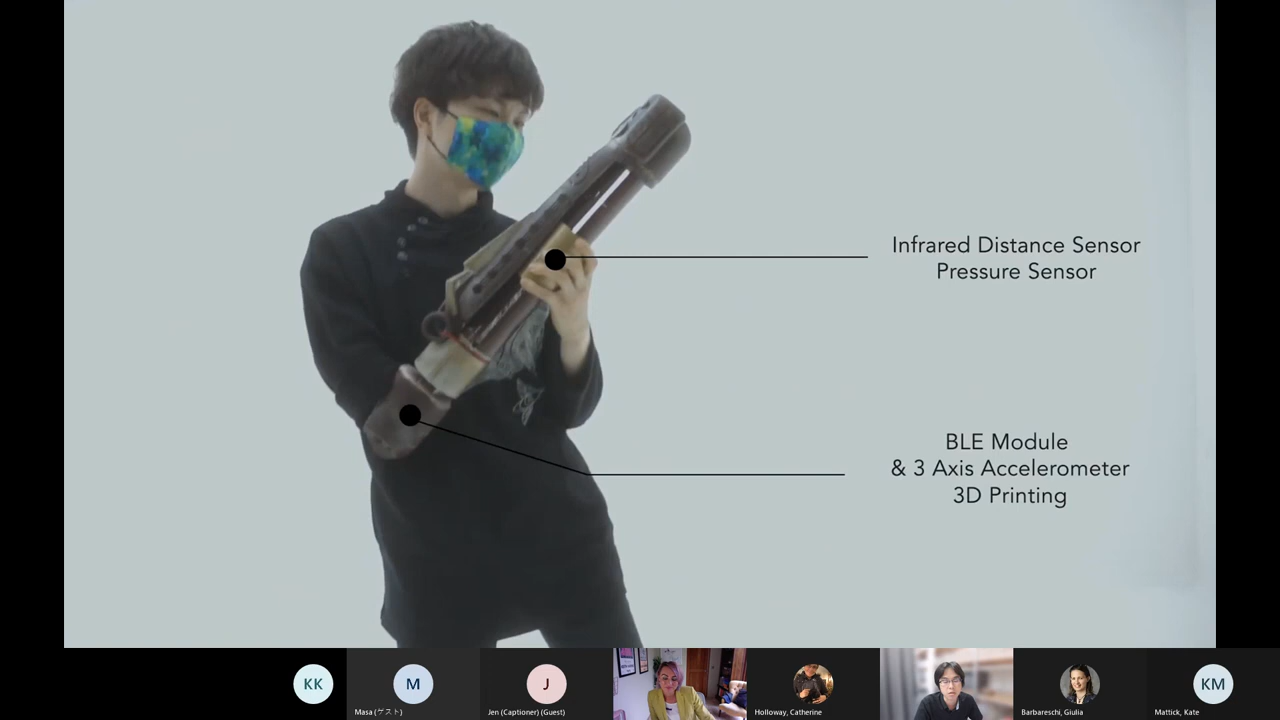 Infrared Distance Sensor
Pressure Sensor
BLE Module
& 3 Axis Accelerometer
3D Printing
KK
M
Masa (ゲスト)
J
Jen (Captioner) (Guest)
Holloway, Catherine
Barbareschi, Giulia
KM
Mattick, Kate